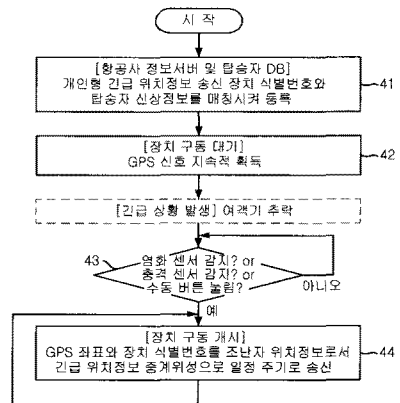 시 작
[항공사 정보서버 및 탑승자 DB]
개인형 긴급 위치정보 송신 장치 식별번호와
탑승자 신상정보를 매칭시켜 등록
41
[장치 구동 대기]
GPS 신호 지속적 획득
42
[긴급 상황 발생] 여객기 추락
43
염화 센서 감지? or
충격 센서 감지? or
수동 버튼 눌림?
아니오
예
[장치 구동 개시]
GPS 좌표와 장치 식별번호를 조난자 위치정보로서
긴급 위치정보 중계위성으로 일정 주기로 송신
44